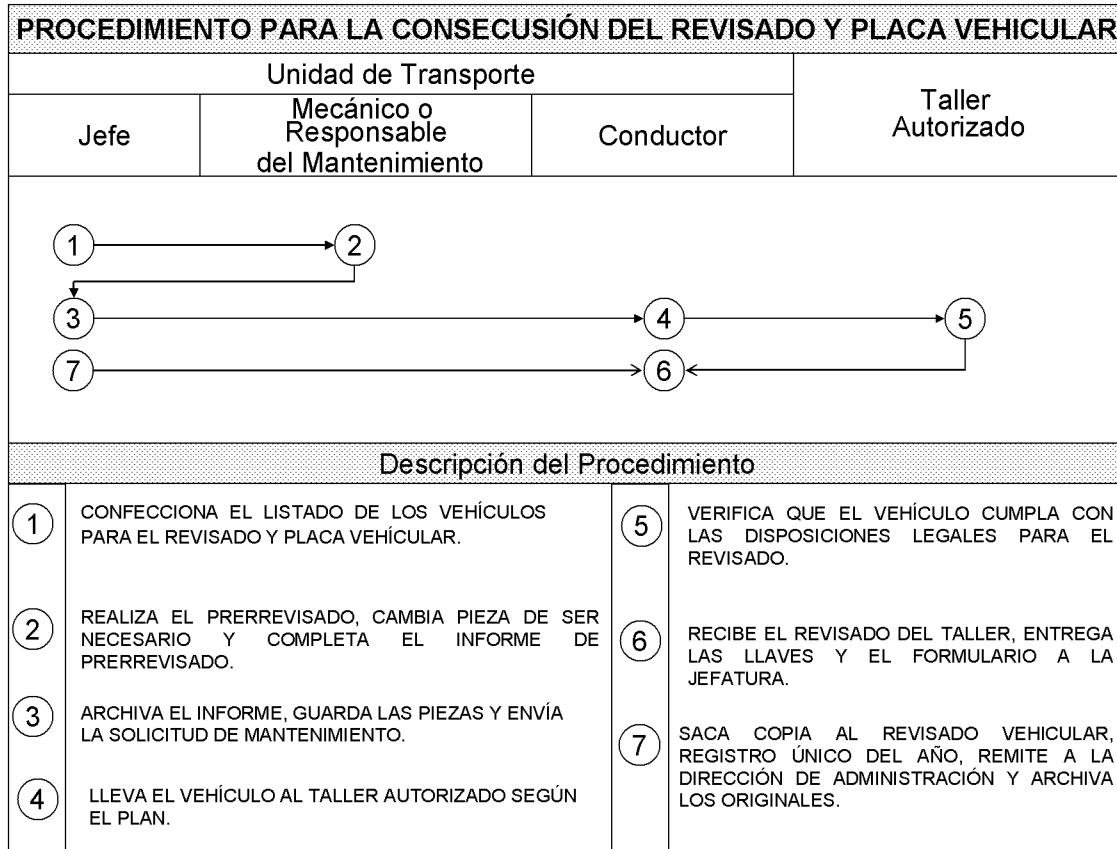 PROCEDIMIENTO PARA LA CONSECUSIÓN DEL REVISADO Y PLACA VEHICULAR
Unidad de Transporte
Jefe
Mecánico o
Responsable
del Mantenimiento
Conductor
Taller
Autorizado
1
2
3
4
5
7
6
Descripción del Procedimiento
1
CONFECCIONA EL LISTADO DE LOS VEHÍCULOS
PARA EL REVISADO Y PLACA VEHÍCULAR.
2
REALIZA EL PRERREVISADO, CAMBIA PIEZA DE SER
NECESARIO Y COMPLETA EL INFORME DE
PRERREVISADO.
3
ARCHIVA EL INFORME, GUARDA LAS PIEZAS Y ENVÍA
LA SOLICITUD DE MANTENIMIENTO.
4
LLEVA EL VEHÍCULO AL TALLER AUTORIZADO SEGÚN
EL PLAN.
5
VERIFICA QUE EL VEHÍCULO CUMPLA CON
LAS DISPOSICIONES LEGALES PARA EL
REVISADO.
6
RECIBE EL REVISADO DEL TALLER, ENTREGA
LAS LLAVES Y EL FORMULARIO A LA
JEFATURA.
7
SACA COPIA AL REVISADO VEHICULAR,
REGISTRO ÚNICO DEL AÑO, REMITE A LA
DIRECCIÓN DE ADMINISTRACIÓN Y ARCHIVA
LOS ORIGINALES.